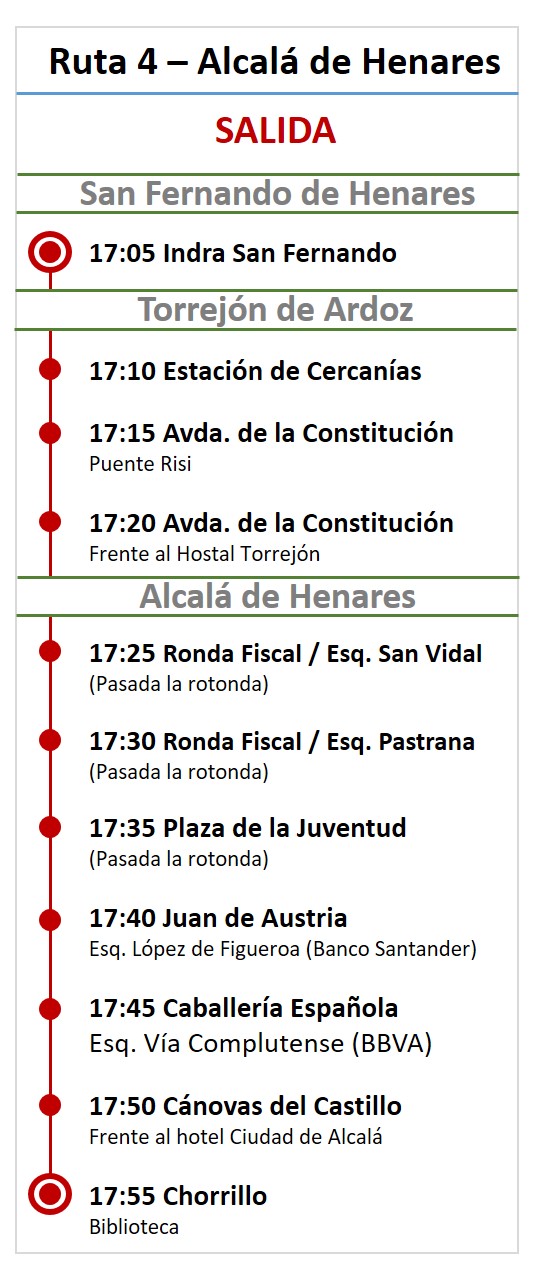 Ruta 4 – Alcalá de Henares
SALIDA
San Fernando de Henares
17:05 Indra San Fernando
Torrejón de Ardoz
17:10 Estación de Cercanías
17:15 Avda. de la Constitución
Puente Risi
17:20 Avda. de la Constitución
Frente al Hostal Torrejón
Alcalá de Henares
17:25 Ronda Fiscal / Esq. San Vidal
(Pasada la rotonda)
17:30 Ronda Fiscal / Esq. Pastrana
(Pasada la rotonda)
17:35 Plaza de la Juventud
(Pasada la rotonda)
17:40 Juan de Austria
Esq. López de Figueroa (Banco Santander)
17:45 Caballería Española
Esq. Vía Complutense (BBVA)
17:50 Cánovas del Castillo
Frente al hotel Ciudad de Alcalá
17:55 Chorrillo
Biblioteca